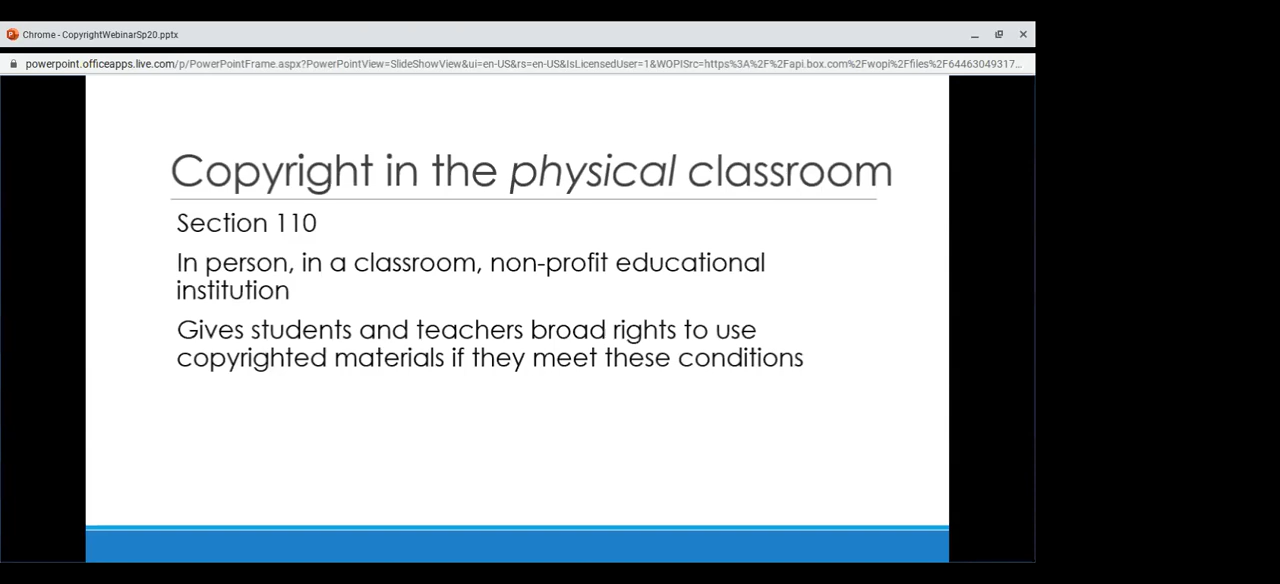 Chrome - CopyrightWebinarSp20.pptx
powerpoint.officeapps.live.com/p/PowerPointFrame.aspx?PowerPointView=SlideShowView&ui=en-US&rs=en-US&IsLicensedUser=1&WOPISrc=https%3A%2F%2Fapi.box.com%2Fwopi%2Ffiles%2F64463049317...
Copyright in the physical classroom
Section 110
In person, in a classroom, non-profit educational
institution
Gives students and teachers broad rights to use
copyrighted materials if they meet these conditions